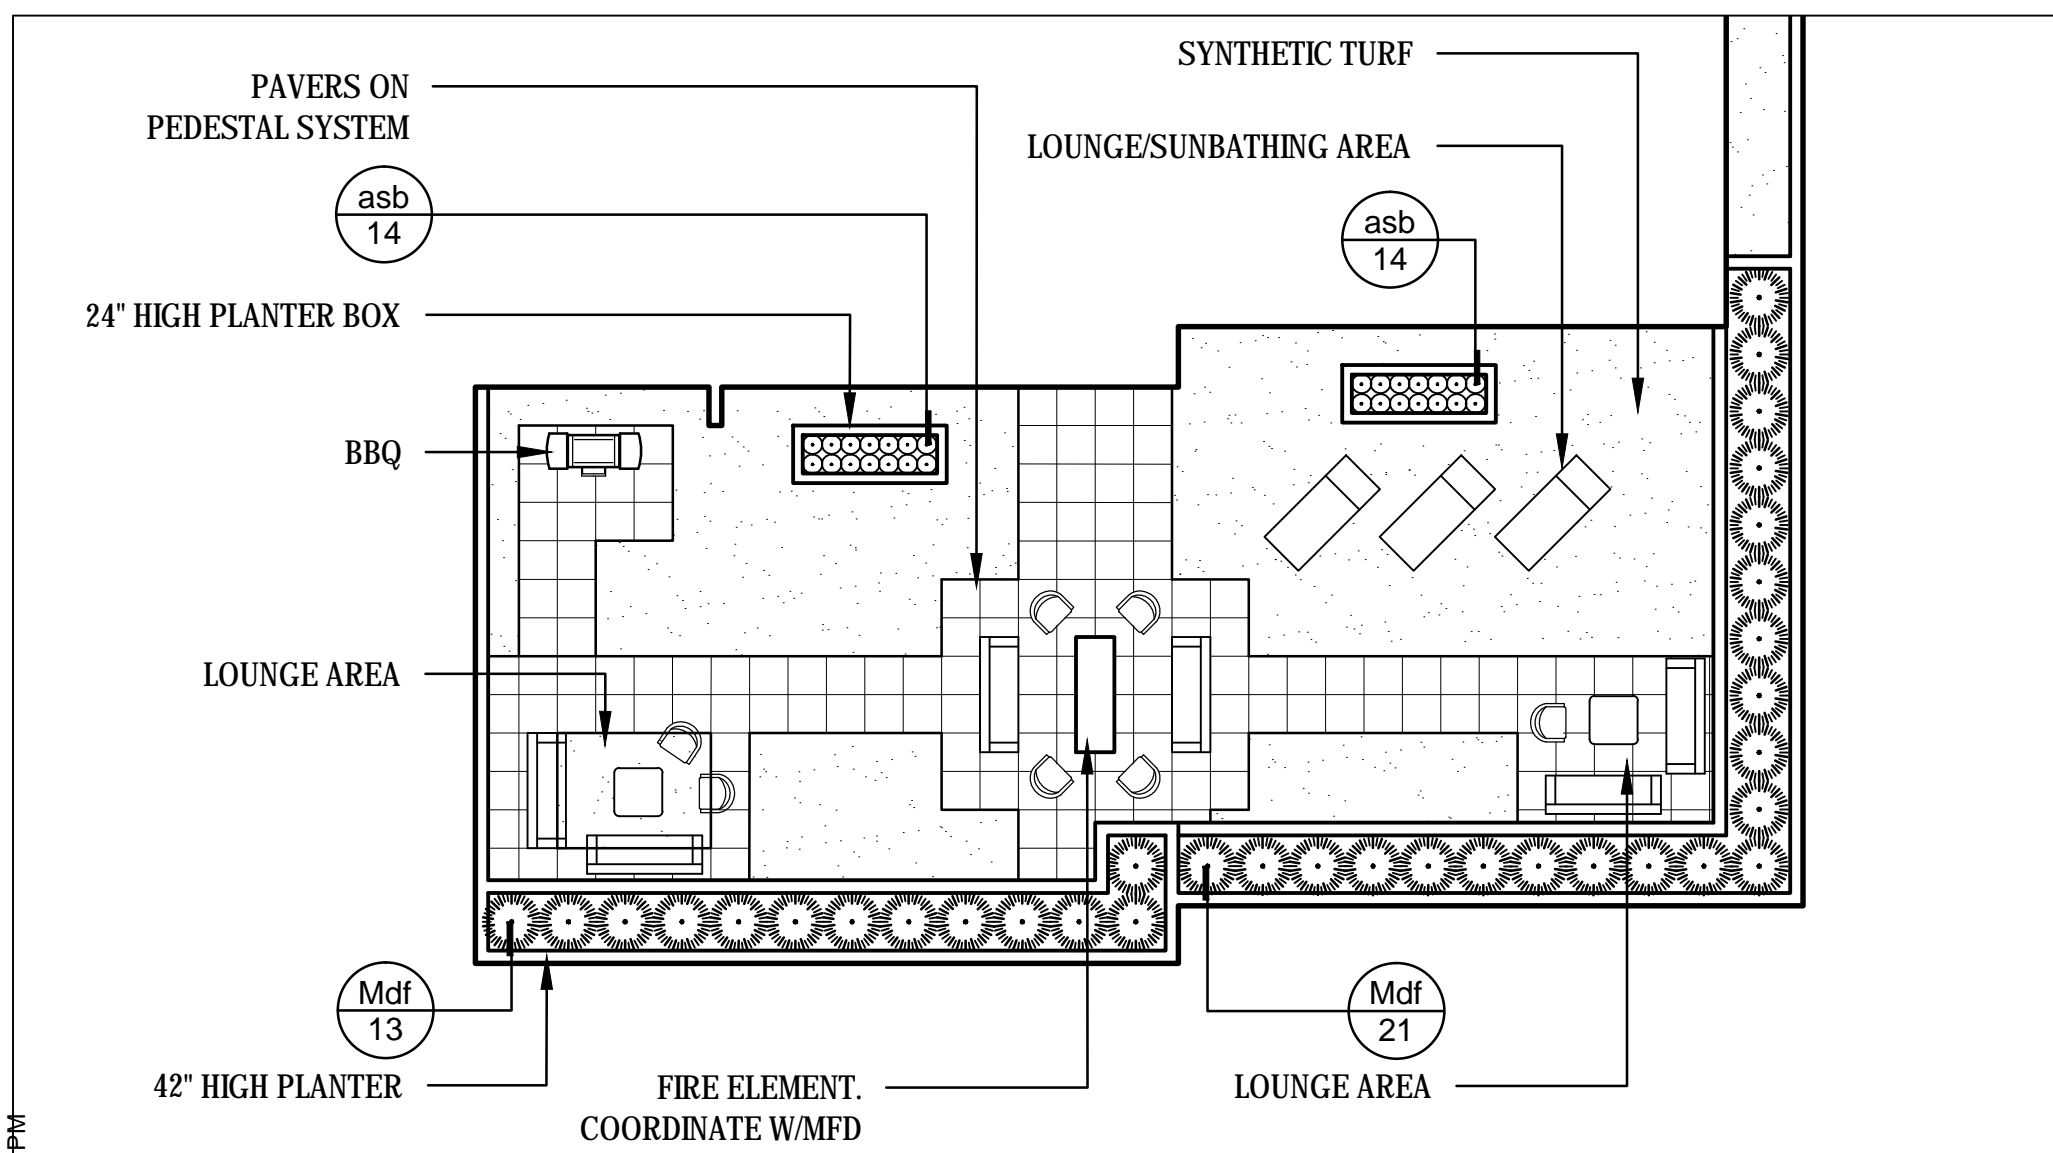 SYNTHETIC TURF
PAVERS ON
PEDESTAL SYSTEM
LOUNGE/SUNBATHING AREA
asb
14
asb
14
24" HIGH PLANTER BOX
BBQ
LOUNGE AREA
Mdf
13
Mdf
21
42" HIGH PLANTER
FIRE ELEMENT.
COORDINATE W/MFD
LOUNGE AREA
PM